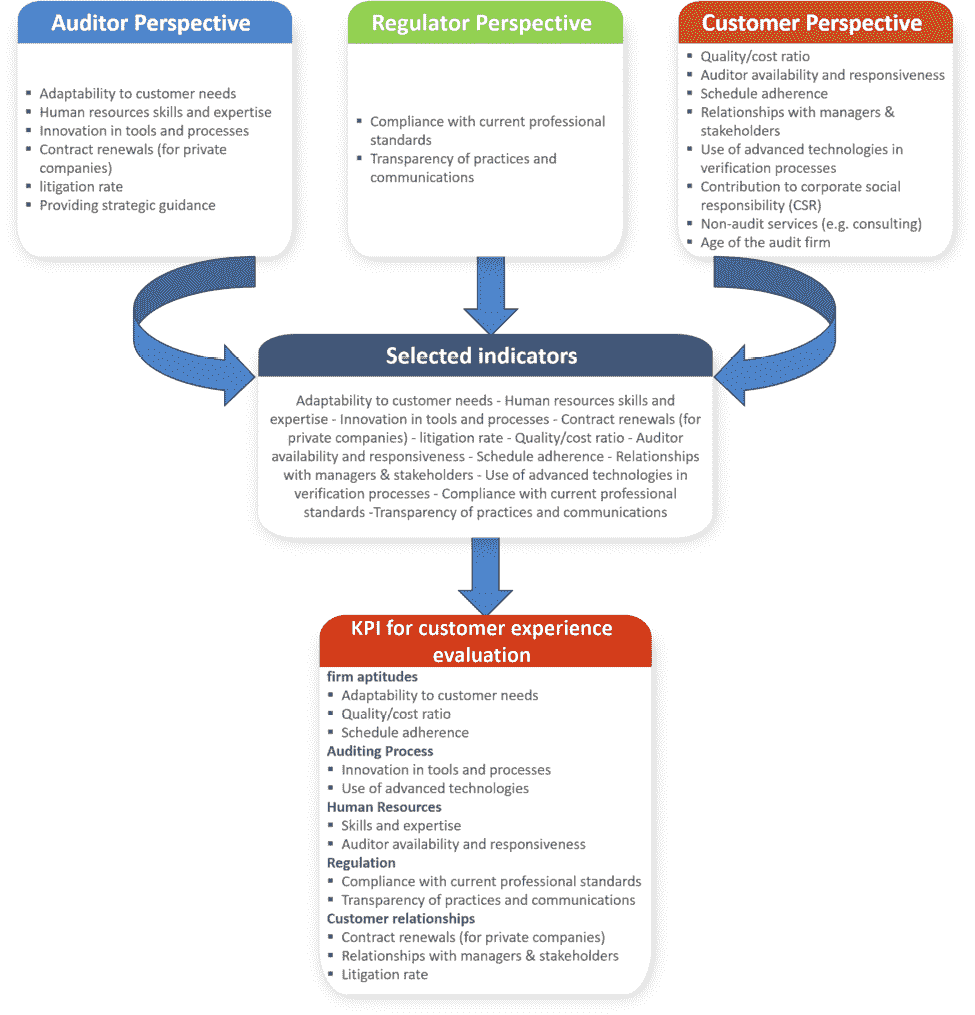 Auditor Perspective
Adaptability to customer needs
Human resources skills and expertise
Innovation in tools and processes
Contract renewals (for private
companies)
litigation rate
Providing strategic guidance
Regulator Perspective
Compliance with current professional
standards
Transparency of practices and
communications
Customer Perspective
Quality/cost ratio
Auditor availability and responsiveness
Schedule adherence
Relationships with managers &
stakeholders
Use of advanced technologies in
verification processes
Contribution to corporate social
responsibility (CSR)
Non-audit services (e.g. consulting)
Age of the audit firm
Selected indicators
Adaptability to customer needs - Human resources skills and
expertise - Innovation in tools and processes - Contract renewals (for
private companies) - litigation rate - Quality/cost ratio - Auditor
availability and responsiveness - Schedule adherence - Relationships
with managers & stakeholders - Use of advanced technologies in
verification processes - Compliance with current professional
standards -Transparency of practices and communications
KPI for customer experience
evaluation
firm aptitudes
Adaptability to customer needs
Quality/cost ratio
Schedule adherence
Auditing Process
Innovation in tools and processes
Use of advanced technologies
Human Resources
Skills and expertise
Auditor availability and responsiveness
Regulation
Compliance with current professional standards
Transparency of practices and communications
Customer relationships
Contract renewals (for private companies)
Relationships with managers & stakeholders
Litigation rate